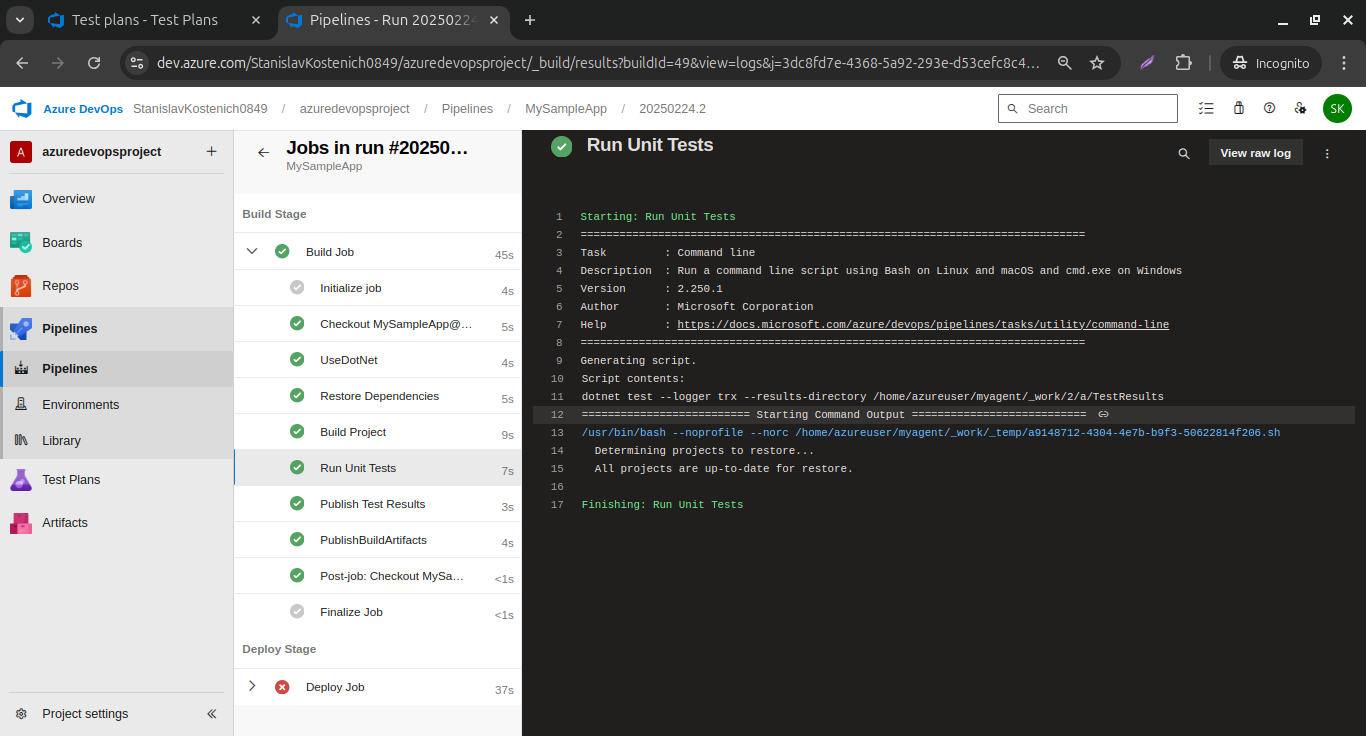 Test plans - Test Plans
Pipelines - Run 20250224
dev.azure.com/StanislavKostenich0849/azuredevopsproject/_build/results?buildId=49&view=logs&j=3dc8fd7e-4368-5a92-293e-d53cefc8c4...
Incognito
Azure DevOps StanislavKostenich0849 / azuredevopsproject / Pipelines / MySampleApp / 20250224.2
Search
SK
A azuredevopsproject
Overview
Boards
Repos
Pipelines
Pipelines
Environments
Library
Test Plans
Artifacts
Project settings
Jobs in run #20250...
MySampleApp
Build Stage
Build Job 45s
Initialize job 4s
Checkout MySampleApp@... 5s
UseDotNet 4s
Restore Dependencies 5s
Build Project 9s
Run Unit Tests 7s
Publish Test Results 3s
PublishBuildArtifacts 4s
Post-job: Checkout MySa... <1s
Finalize Job <1s
Deploy Stage
Deploy Job 37s
Run Unit Tests
View raw log
1 Starting: Run Unit Tests
2 ==============================================================================
3 Task : Command line
4 Description : Run a command line script using Bash on Linux and macOS and cmd.exe on Windows
5 Version : 2.250.1
6 Author : Microsoft Corporation
7 Help : https://docs.microsoft.com/azure/devops/pipelines/tasks/utility/command-line
8 ==============================================================================
9 Generating script.
10 Script contents:
11 dotnet test --logger trx --results-directory /home/azureuser/myagent/_work/2/a/TestResults
12 ========================== Starting Command Output ===========================
13 /usr/bin/bash --noprofile --norc /home/azureuser/myagent/_work/_temp/a9148712-4304-4e7b-b9f3-50622814f206.sh
14 Determining projects to restore...
15 All projects are up-to-date for restore.
16
17 Finishing: Run Unit Tests